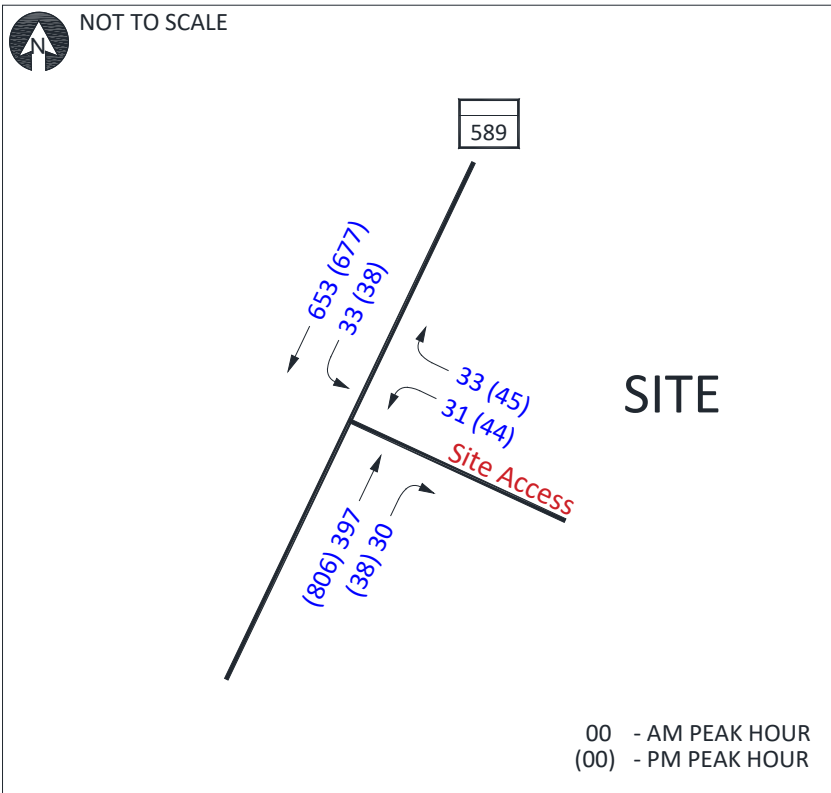 NOT TO SCALE
N
589
653 (677)
33 (38)
33 (45)
31 (44)
SITE
Site Access
(806) 397
(38) 30
00 - AM PEAK HOUR
(00) - PM PEAK HOUR